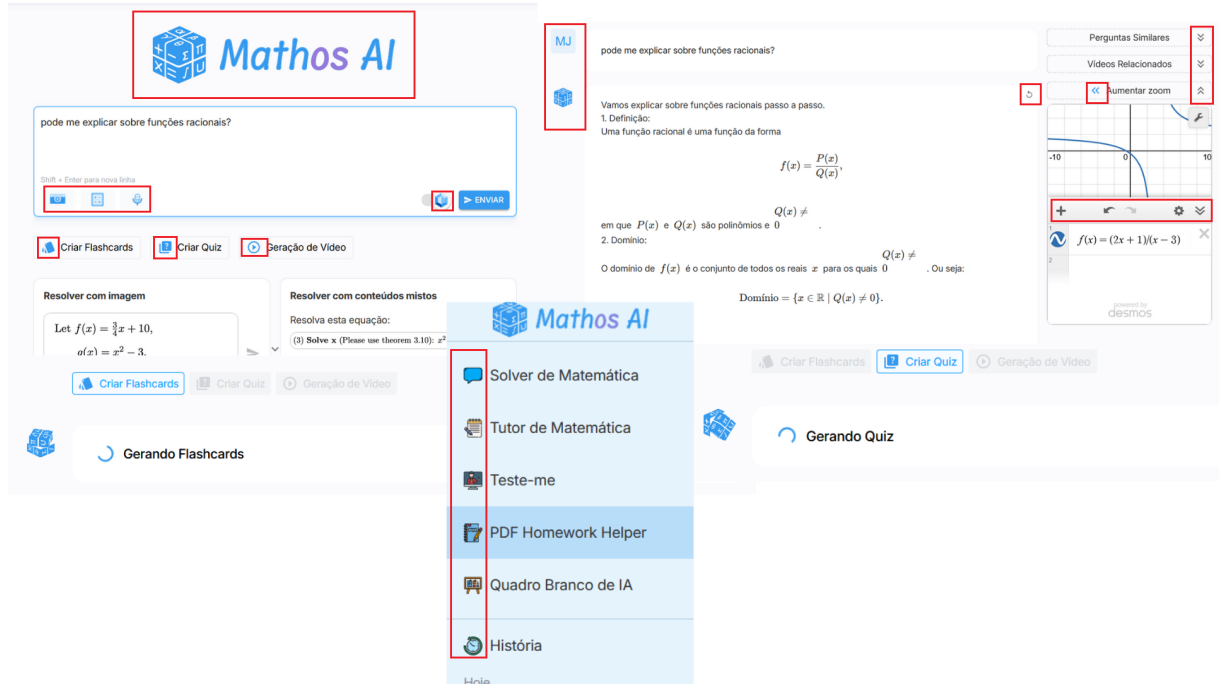 Mathos AI
pode me explicar sobre funções racionais?
Shift + Enter para nova linha
ENVIAR
Criar Flashcards
Criar Quiz
Geração de Vídeo
Resolver com imagem
Let f(x) = 3/4 x + 10,
g(x) = x² − 3.
Resolver com conteúdos mistos
Resolva esta equação:
(3) Solve x (Please use theorem 3.10): x²
Criar Flashcards
Criar Quiz
Geração de Vídeo
Gerando Flashcards
Mathos AI
Solver de Matemática
Tutor de Matemática
Teste-me
PDF Homework Helper
Quadro Branco de IA
História
Hoje
MJ
pode me explicar sobre funções racionais?
Vamos explicar sobre funções racionais passo a passo.
1. Definição:
Uma função racional é uma função da forma
f(x) = P(x)/Q(x),
em que P(x) e Q(x) são polinômios e Q(x) ≠ 0 .
2. Domínio:
O domínio de f(x) é o conjunto de todos os reais x para os quais Q(x) ≠ 0 . Ou seja:
Domínio = {x ∈ ℝ | Q(x) ≠ 0}.
Perguntas Similares
Vídeos Relacionados
Aumentar zoom
-10
0
10
1
f(x) = (2x + 1)/(x − 3)
2
powered by
desmos
Criar Flashcards
Criar Quiz
Geração de Vídeo
Gerando Quiz